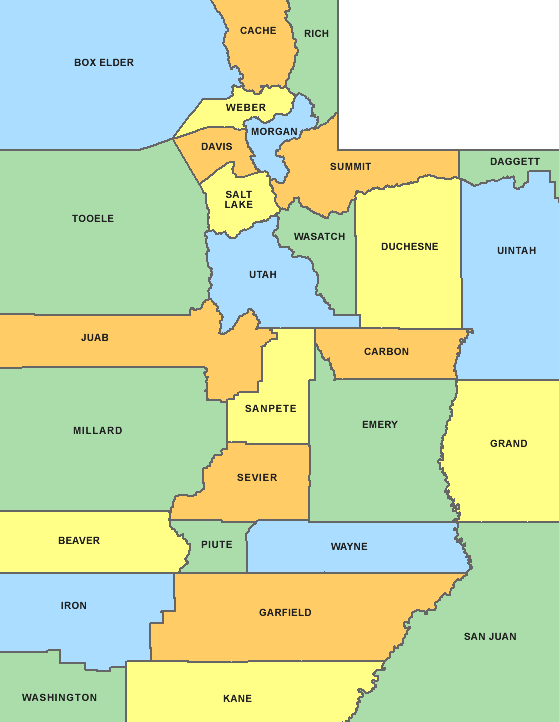 CACHE
RICH
BOX ELDER
WEBER
MORGAN
DAVIS
SUMMIT
DAGGETT
SALT
LAKE
TOOELE
WASATCH
DUCHESNE
UINTAH
UTAH
JUAB
CARBON
SANPETE
EMERY
MILLARD
GRAND
SEVIER
BEAVER
PIUTE
WAYNE
IRON
GARFIELD
SAN JUAN
WASHINGTON
KANE